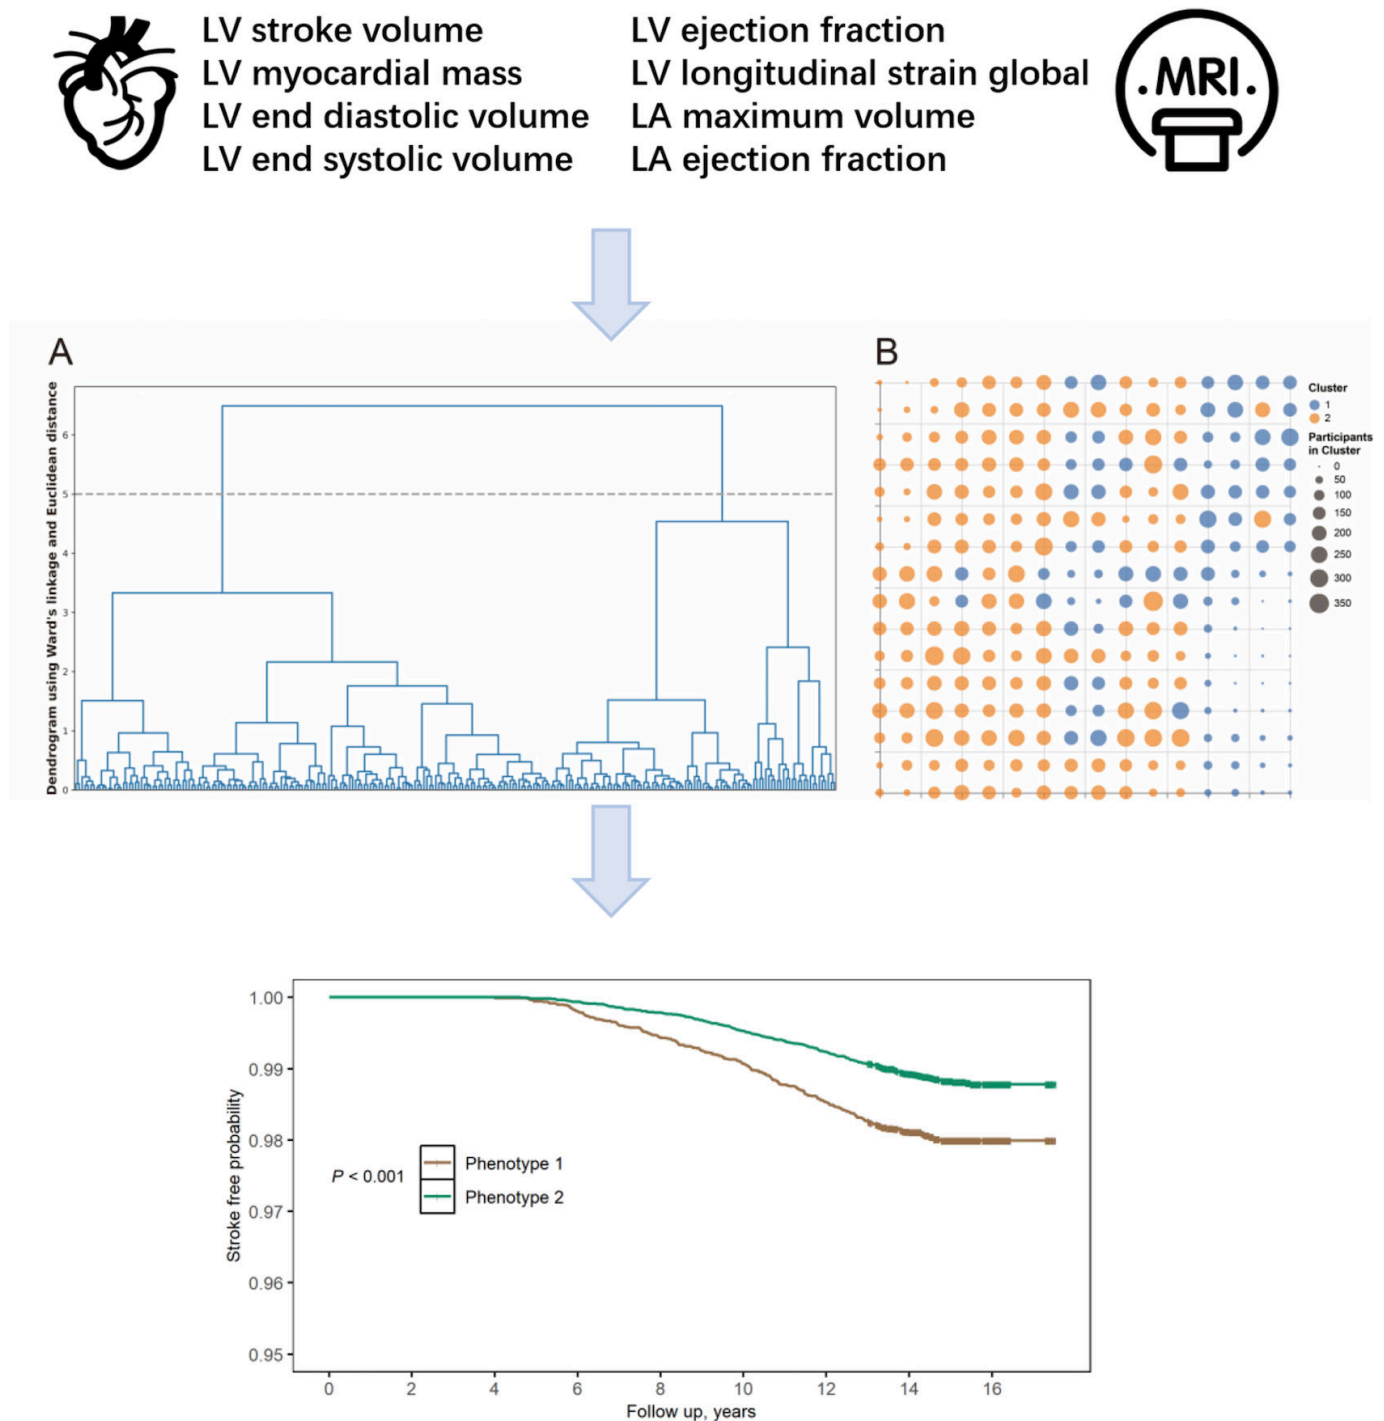 LV stroke volume
LV myocardial mass
LV end diastolic volume
LV end systolic volume
LV ejection fraction
LV longitudinal strain global
LA maximum volume
LA ejection fraction
MRI
A
Dendrogram using Ward's linkage and Euclidean distance
6
5
4
3
2
1
0
B
Cluster
1
2
Participants
in Cluster
0
50
100
150
200
250
300
350
Stroke free probability
1.00
0.99
0.98
0.97
0.96
0.95
P < 0.001
Phenotype 1
Phenotype 2
0 2 4 6 8 10 12 14 16
Follow up, years